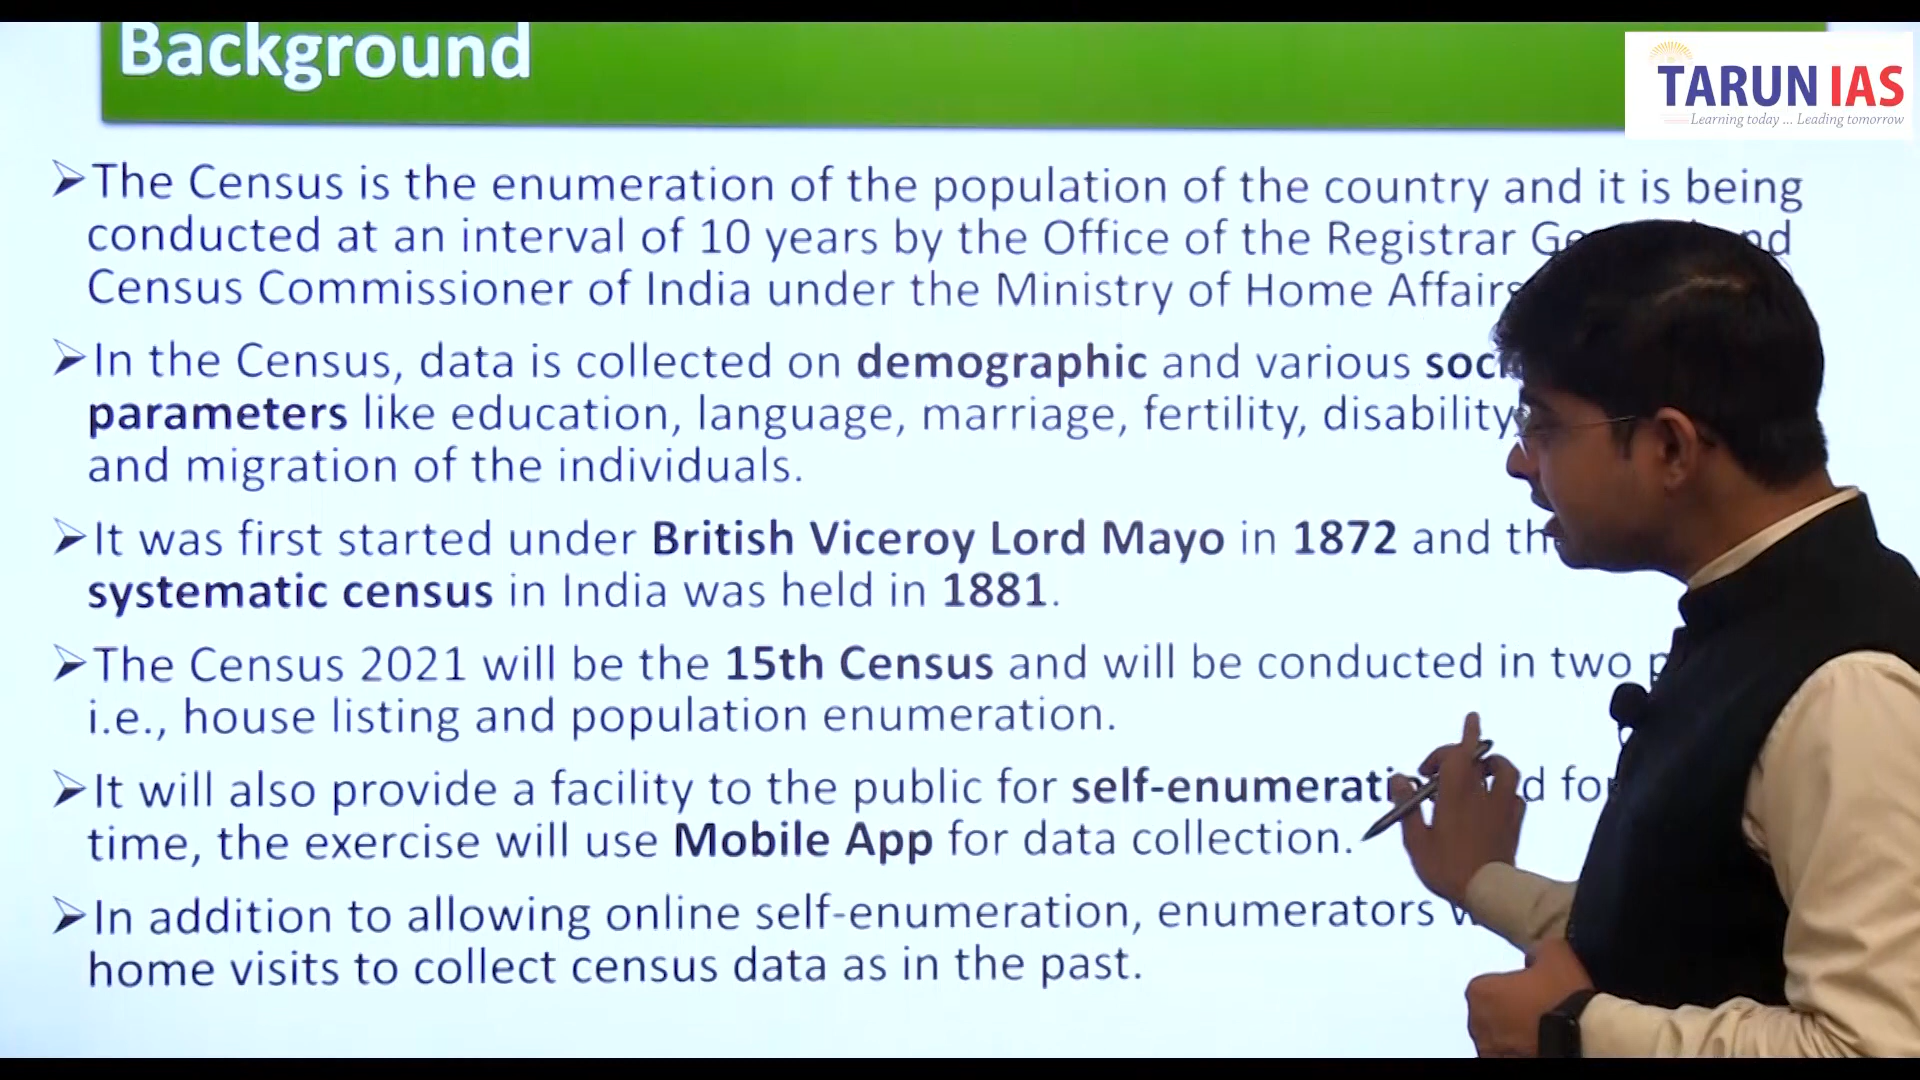 Background
TARUN IAS
Learning today ... Leading tomorrow
➢The Census is the enumeration of the population of the country and it is being
conducted at an interval of 10 years by the Office of the Registrar
Census Commissioner of India under the Ministry of Home Affairs
➢In the Census, data is collected on demographic and various
parameters like education, language, marriage, fertility, disability,
and migration of the individuals.
➢It was first started under British Viceroy Lord Mayo in 1872 and
systematic census in India was held in 1881.
➢The Census 2021 will be the 15th Census and will be conducted in two
i.e., house listing and population enumeration.
➢It will also provide a facility to the public for
time, the exercise will use Mobile App for data collection.
➢In addition to allowing online self-enumeration, enumerators
home visits to collect census data as in the past.